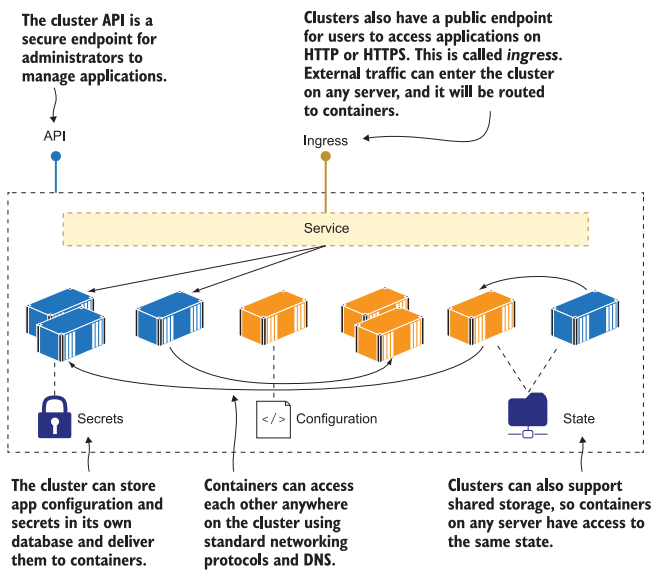 The cluster API is a
secure endpoint for
administrators to
manage applications.
Clusters also have a public endpoint
for users to access applications on
HTTP or HTTPS. This is called ingress.
External traffic can enter the cluster
on any server, and it will be routed
to containers.
API
Ingress
Service
Secrets
</>
Configuration
State
The cluster can store
app configuration and
secrets in its own
database and deliver
them to containers.
Containers can access
each other anywhere
on the cluster using
standard networking
protocols and DNS.
Clusters can also support
shared storage, so containers
on any server have access to
the same state.